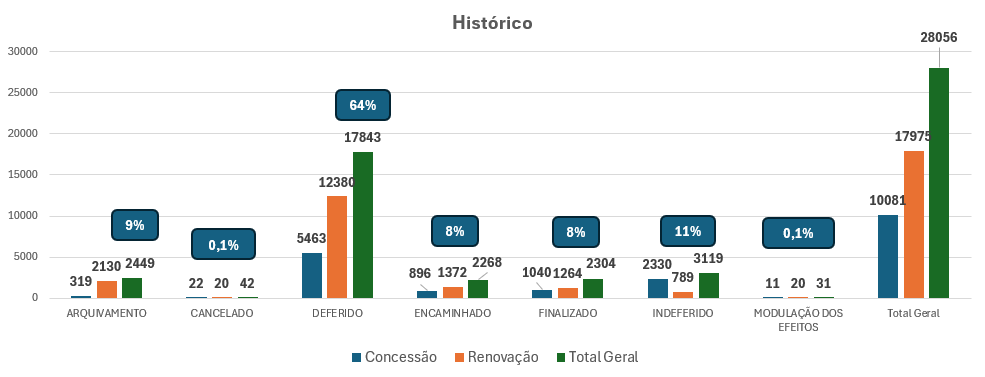 Histórico
28056
30000
25000
64%
20000
17843
17975
15000
12380
10081
10000
9%
0,1%
8%
8%
11%
0,1%
5463
5000
319
2130
2449
22
20
42
896
1372
2268
1040
1264
2304
2330
789
3119
11
20
31
0
ARQUIVAMENTO
CANCELADO
DEFERIDO
ENCAMINHADO
FINALIZADO
INDEFERIDO
MODULAÇÃO DOS
EFEITOS
Total Geral
Concessão
Renovação
Total Geral